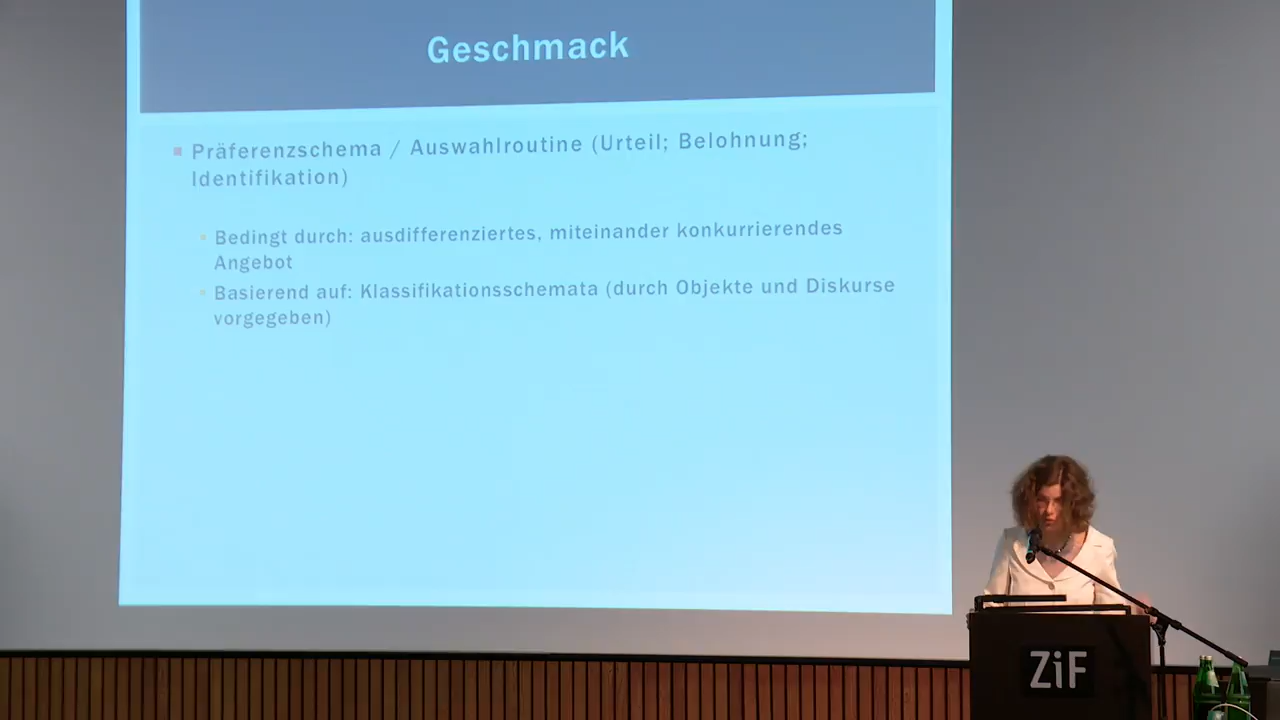 Geschmack
Präferenzschema / Auswahlroutine (Urteil; Belohnung;
Identifikation)
Bedingt durch: ausdifferenziertes, miteinander konkurrierendes
Angebot
Basierend auf: Klassifikationsschemata (durch Objekte und Diskurse
vorgegeben)
ZiF